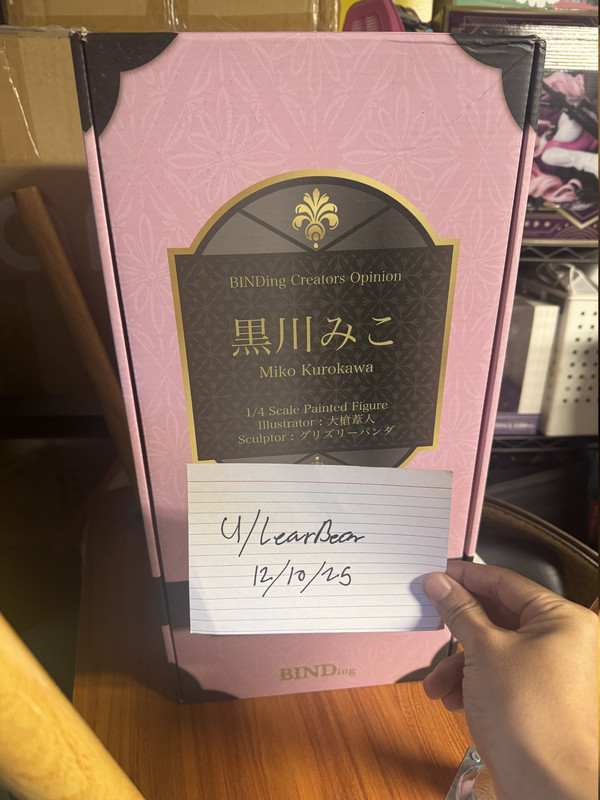 BINDing Creators Opinion
黒川みこ
Miko Kurokawa
1/4 Scale Painted Figure
Illustrator：大槍葦人
Sculptor：グリズリーパンダ
U/LearBear
12/10/25
BINDing